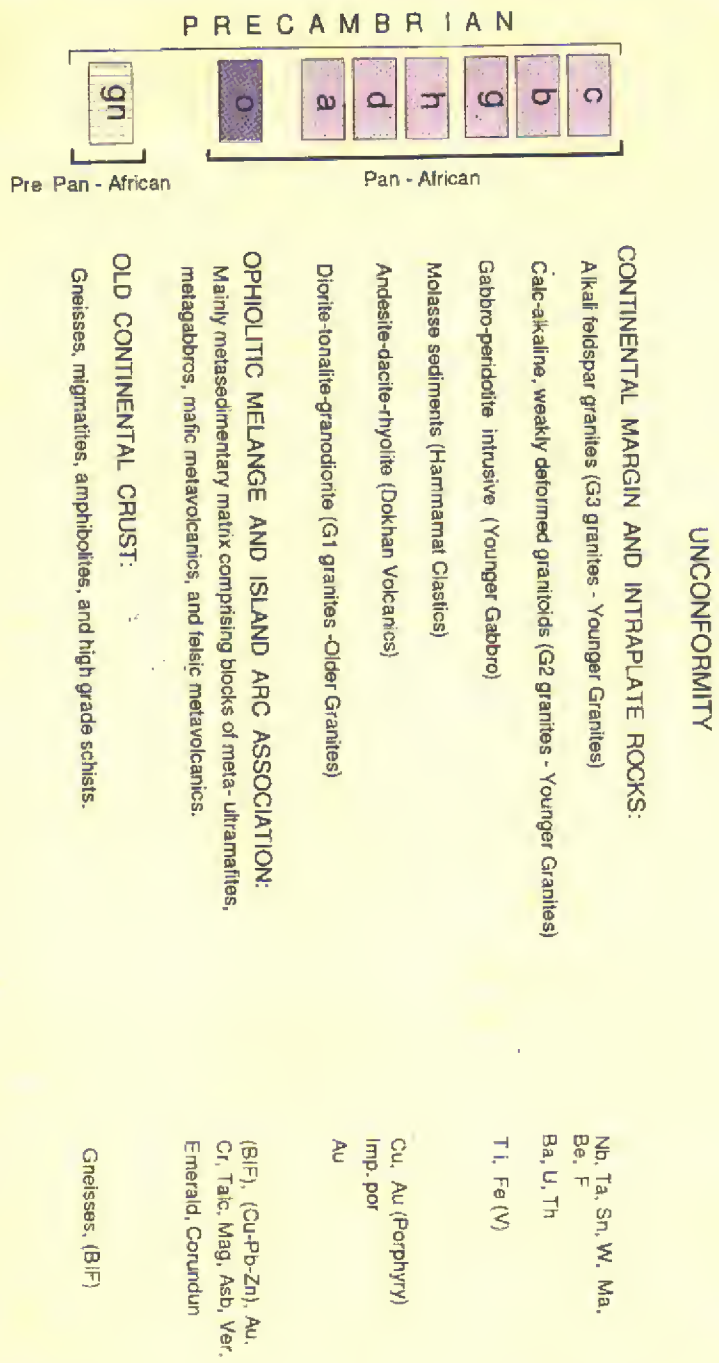 UNCONFORMITY
PRECAMBRIAN
Pan - African
Pre Pan - African
CONTINENTAL MARGIN AND INTRAPLATE ROCKS:
c Alkali feldspar granites (G3 granites - Younger Granites) Nb, Ta, Sn, W, Ma,
Be, F
b Calc-alkaline, weakly deformed granitoids (G2 granites - Younger Granites) Ba, U, Th
g Gabbro-peridotite intrusive (Younger Gabbro) Ti, Fe (V)
h Molasse sediments (Hammamat Clastics)
d Andesite-dacite-rhyolite (Dokhan Volcanics) Cu, Au (Porphyry)
Imp. por
a Diorite-tonalite-granodiorite (G1 granites -Older Granites) Au
OPHIOLITIC MELANGE AND ISLAND ARC ASSOCIATION:
o Mainly metasedimentary matrix comprising blocks of meta- ultramafites, (BIF), (Cu-Pb-Zn), Au,
metagabbros, mafic metavolcanics, and felsic metavolcanics. Cr, Talc, Mag, Asb, Ver,
Emerald, Corundun
OLD CONTINENTAL CRUST:
gn Gneisses, migmatites, amphibolites, and high grade schists. Gneisses, (BIF)